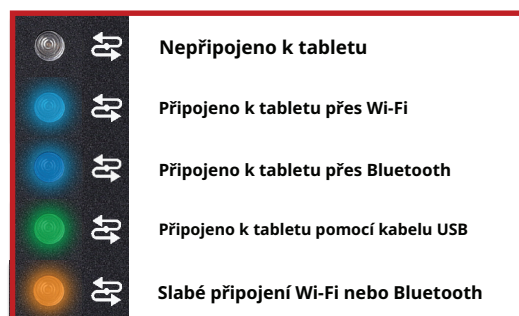 Nepřipojeno k tabletu
Připojeno k tabletu přes Wi-Fi
Připojeno k tabletu přes Bluetooth
Připojeno k tabletu pomocí kabelu USB
Slabé připojení Wi-Fi nebo Bluetooth